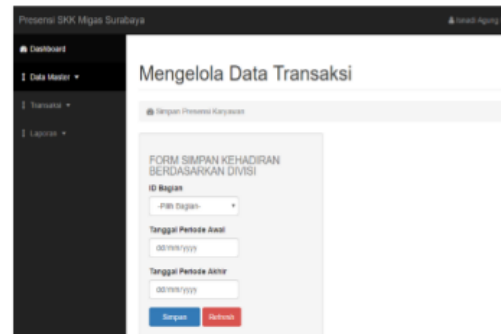 Presensi SKK Migas Surabaya
Ismadi Agung
Dashboard
Data Master
Transaksi
Laporan
Mengelola Data Transaksi
Simpan Presensi Karyawan
FORM SIMPAN KEHADIRAN
BERDASARKAN DIVISI
ID Bagian
-Pilih Bagian-
Tanggal Periode Awal
dd/mm/yyyy
Tanggal Periode Akhir
dd/mm/yyyy
Simpan
Refresh